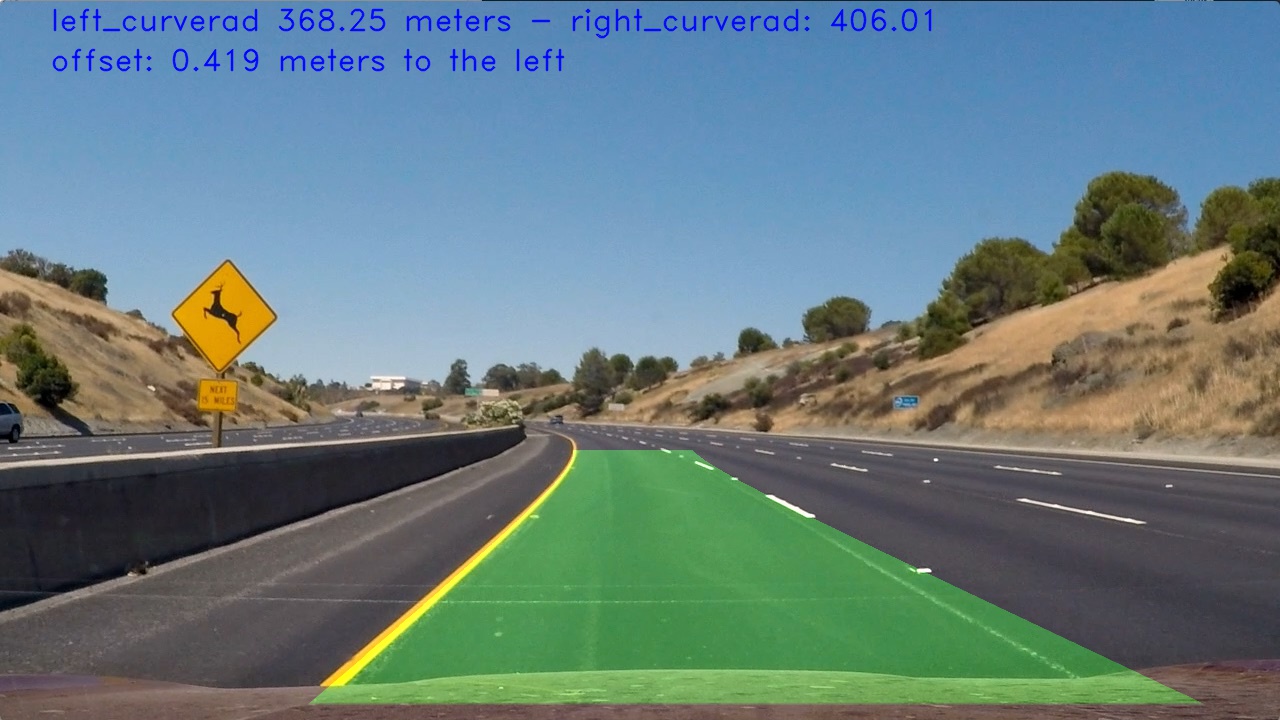 left_curverad 368.25 meters - right_curverad: 406.01
offset: 0.419 meters to the left
NEXT
15 MILES